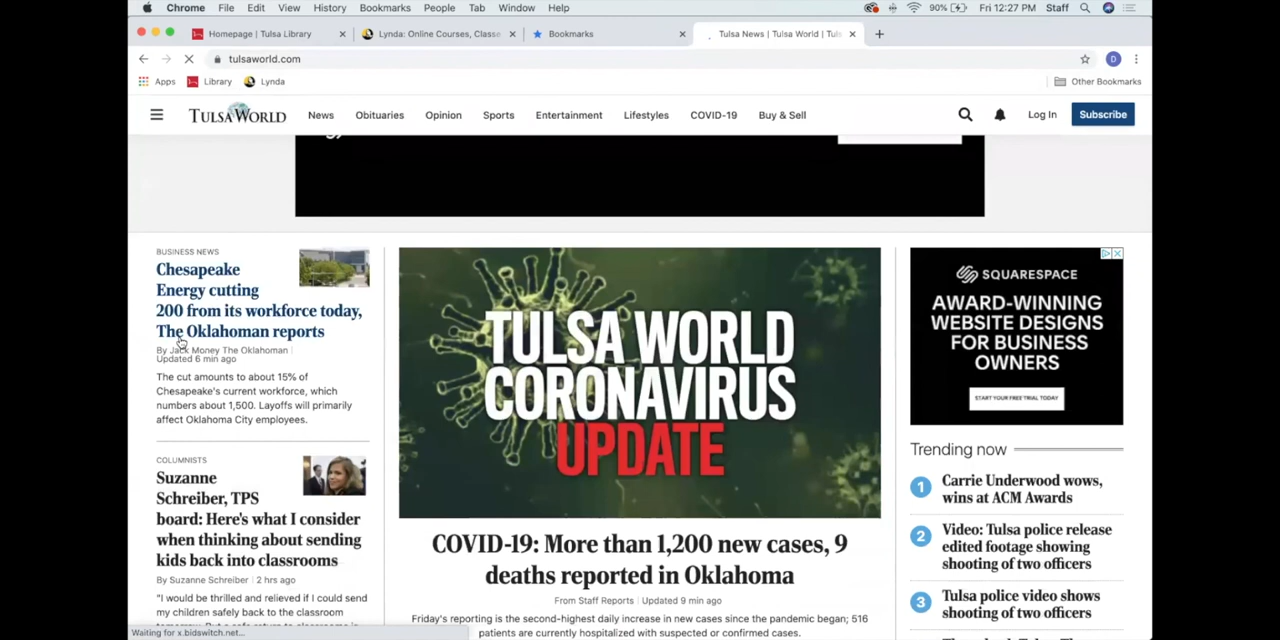 Chrome File Edit View History Bookmarks People Tab Window Help 90% Fri 12:27 PM Staff
Homepage | Tulsa Library Lynda: Online Courses, Classe Bookmarks Tulsa News | Tulsa World | Tuls
tulsaworld.com D
Apps Library Lynda Other Bookmarks
TULSA WORLD News Obituaries Opinion Sports Entertainment Lifestyles COVID-19 Buy & Sell Log In Subscribe
BUSINESS NEWS
Chesapeake
Energy cutting
200 from its workforce today,
The Oklahoman reports
By Jack Money The Oklahoman |
Updated 6 min ago
The cut amounts to about 15% of
Chesapeake's current workforce, which
numbers about 1,500. Layoffs will primarily
affect Oklahoma City employees.
COLUMNISTS
Suzanne
Schreiber, TPS
board: Here's what I consider
when thinking about sending
kids back into classrooms
By Suzanne Schreiber | 2 hrs ago
"I would be thrilled and relieved if I could send
my children safely back to the classroom
Waiting for x.bidswitch.net...
TULSA WORLD
CORONAVIRUS
UPDATE
COVID-19: More than 1,200 new cases, 9
deaths reported in Oklahoma
From Staff Reports | Updated 9 min ago
Friday's reporting is the second-highest daily increase in new cases since the pandemic began; 516
patients are currently hospitalized with suspected or confirmed cases.
SQUARESPACE
AWARD-WINNING
WEBSITE DESIGNS
FOR BUSINESS
OWNERS
START YOUR FREE TRIAL TODAY
Trending now
1 Carrie Underwood wows,
wins at ACM Awards
2 Video: Tulsa police release
edited footage showing
shooting of two officers
3 Tulsa police video shows
shooting of two officers